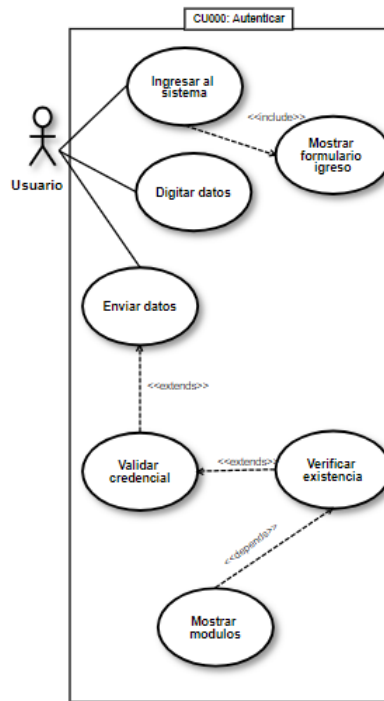 CU000: Autenticar
Ingresar al
sistema
<<include>>
Mostrar
formulario
igreso
Usuario
Digitar datos
Enviar datos
<<extends>>
Validar
credencial
<<extends>>
Verificar
existencia
<<depends>>
Mostrar
modulos